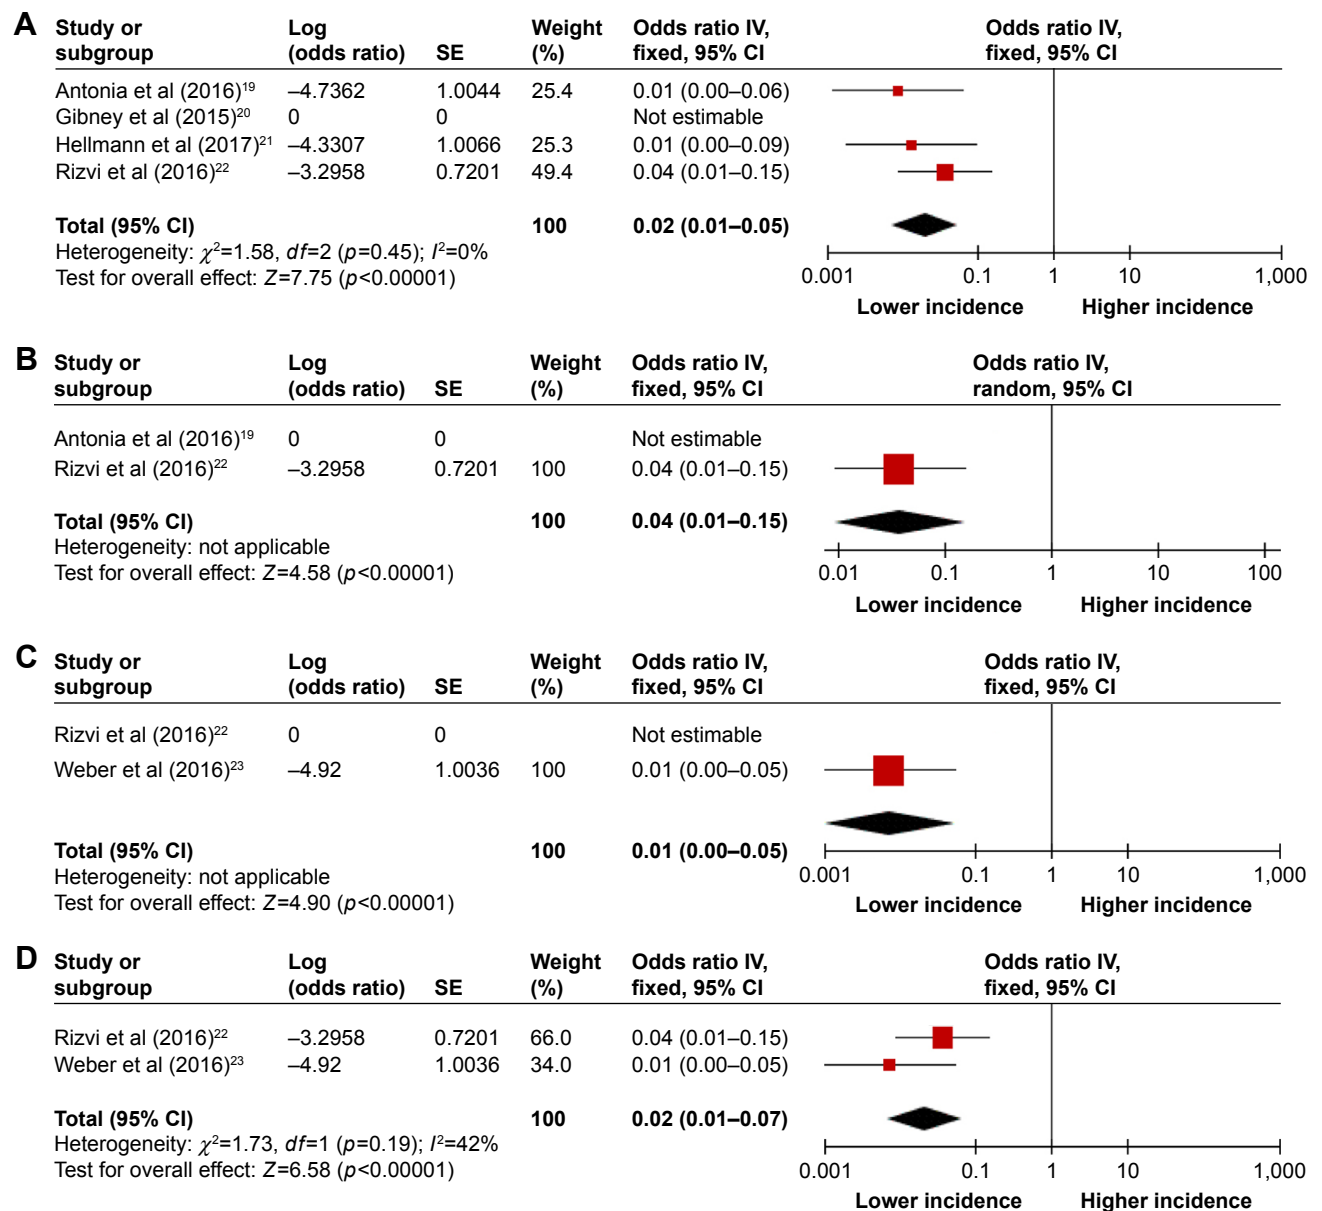 A Study or subgroup Log (odds ratio) SE Weight (%) Odds ratio IV, fixed, 95% CI Odds ratio IV, fixed, 95% CI
Antonia et al (2016)¹⁹ –4.7362 1.0044 25.4 0.01 (0.00–0.06)
Gibney et al (2015)²⁰ 0 0 Not estimable
Hellmann et al (2017)²¹ –4.3307 1.0066 25.3 0.01 (0.00–0.09)
Rizvi et al (2016)²² –3.2958 0.7201 49.4 0.04 (0.01–0.15)
Total (95% CI) 100 0.02 (0.01–0.05)
Heterogeneity: χ²=1.58, df=2 (p=0.45); I²=0%
Test for overall effect: Z=7.75 (p<0.00001)
0.001 0.1 1 10 1,000
Lower incidence Higher incidence
B Study or subgroup Log (odds ratio) SE Weight (%) Odds ratio IV, fixed, 95% CI Odds ratio IV, random, 95% CI
Antonia et al (2016)¹⁹ 0 0 Not estimable
Rizvi et al (2016)²² –3.2958 0.7201 100 0.04 (0.01–0.15)
Total (95% CI) 100 0.04 (0.01–0.15)
Heterogeneity: not applicable
Test for overall effect: Z=4.58 (p<0.00001)
0.01 0.1 1 10 100
Lower incidence Higher incidence
C Study or subgroup Log (odds ratio) SE Weight (%) Odds ratio IV, fixed, 95% CI Odds ratio IV, fixed, 95% CI
Rizvi et al (2016)²² 0 0 Not estimable
Weber et al (2016)²³ –4.92 1.0036 100 0.01 (0.00–0.05)
Total (95% CI) 100 0.01 (0.00–0.05)
Heterogeneity: not applicable
Test for overall effect: Z=4.90 (p<0.00001)
0.001 0.1 1 10 1,000
Lower incidence Higher incidence
D Study or subgroup Log (odds ratio) SE Weight (%) Odds ratio IV, fixed, 95% CI Odds ratio IV, fixed, 95% CI
Rizvi et al (2016)²² –3.2958 0.7201 66.0 0.04 (0.01–0.15)
Weber et al (2016)²³ –4.92 1.0036 34.0 0.01 (0.00–0.05)
Total (95% CI) 100 0.02 (0.01–0.07)
Heterogeneity: χ²=1.73, df=1 (p=0.19); I²=42%
Test for overall effect: Z=6.58 (p<0.00001)
0.001 0.1 1 10 1,000
Lower incidence Higher incidence